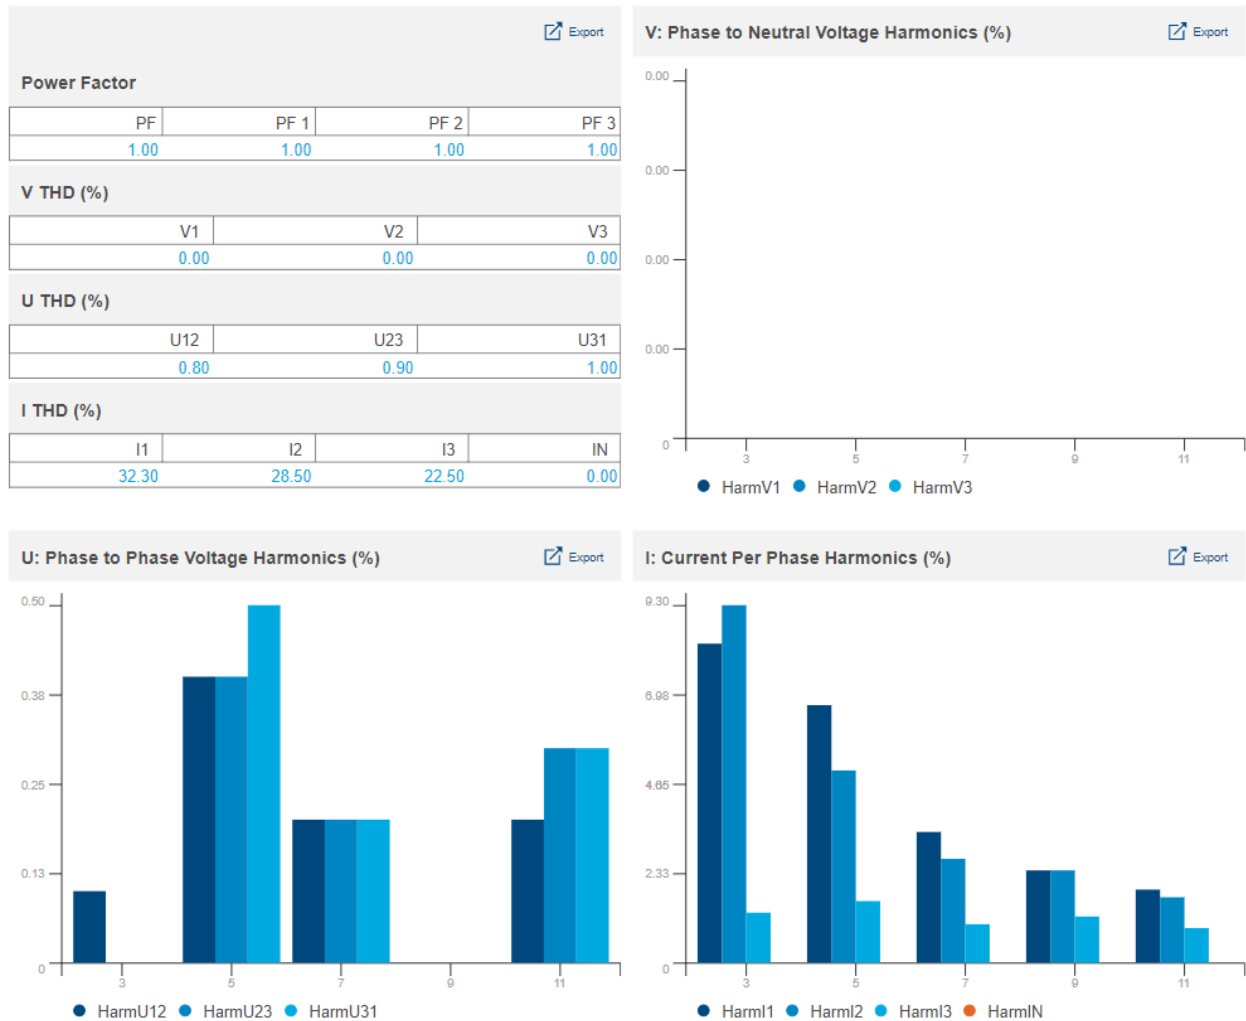 Export
Power Factor
PF PF 1 PF 2 PF 3
1.00 1.00 1.00 1.00
V THD (%)
V1 V2 V3
0.00 0.00 0.00
U THD (%)
U12 U23 U31
0.80 0.90 1.00
I THD (%)
I1 I2 I3 IN
32.30 28.50 22.50 0.00
V: Phase to Neutral Voltage Harmonics (%) Export
0.00
0.00
0.00
0.00
0
3 5 7 9 11
HarmV1 HarmV2 HarmV3
U: Phase to Phase Voltage Harmonics (%) Export
0.50
0.38
0.25
0.13
0
3 5 7 9 11
HarmU12 HarmU23 HarmU31
I: Current Per Phase Harmonics (%) Export
9.30
6.98
4.65
2.33
0
3 5 7 9 11
HarmI1 HarmI2 HarmI3 HarmIN